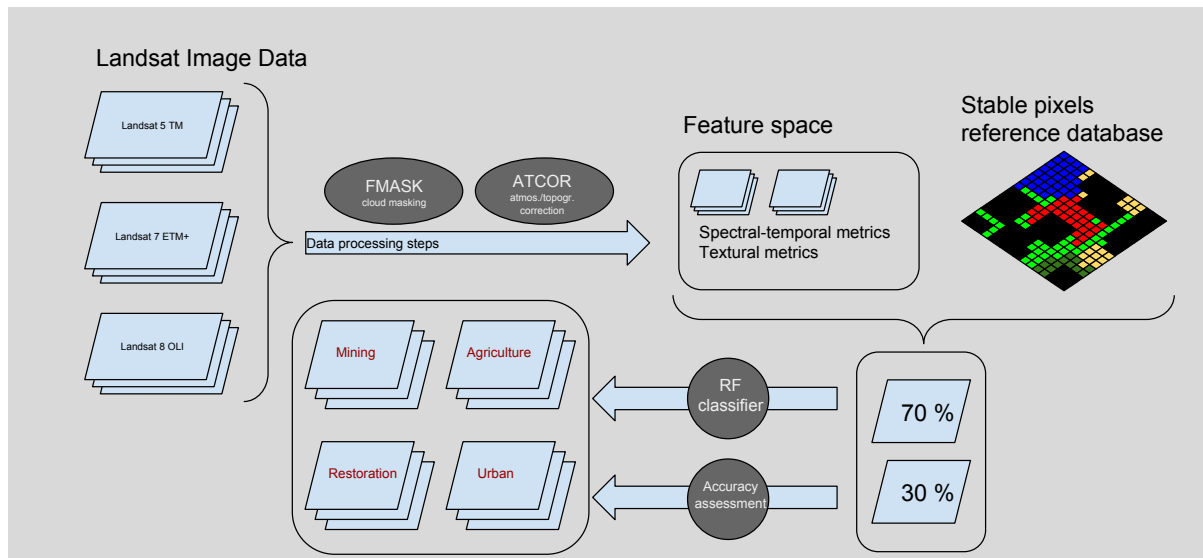 Landsat Image Data
Landsat 5 TM
Landsat 7 ETM+
Landsat 8 OLI
FMASK
cloud masking
ATCOR
atmos./topogr.
correction
Data processing steps
Feature space
Spectral-temporal metrics
Textural metrics
Stable pixels
reference database
Mining
Agriculture
Restoration
Urban
RF
classifier
Accuracy
assessment
70 %
30 %